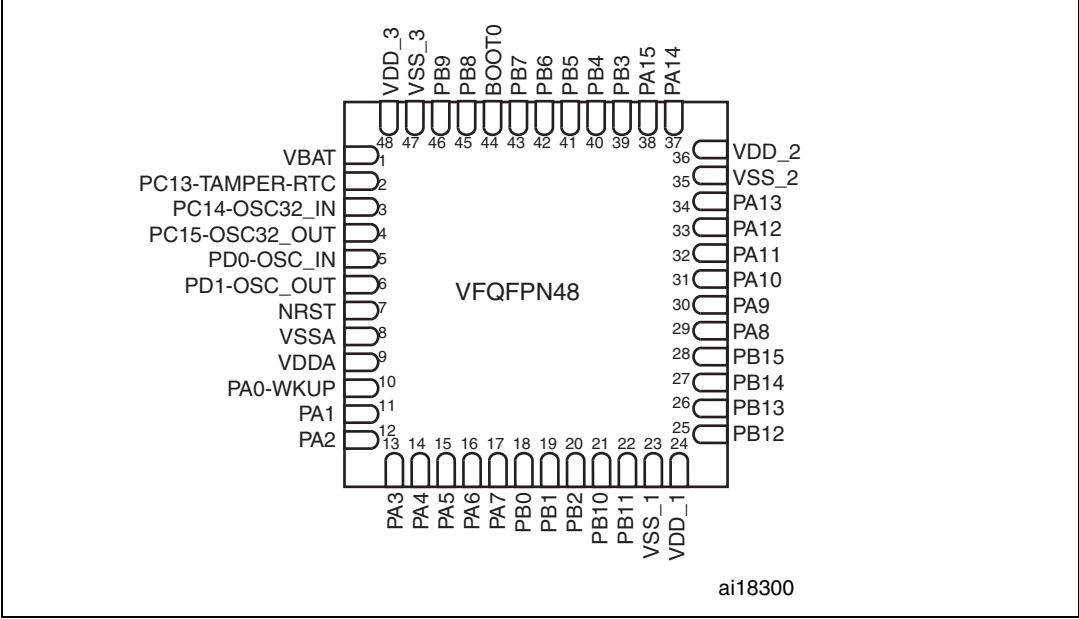 VDD_3
VSS_3
PB9
PB8
BOOT0
PB7
PB6
PB5
PB4
PB3
PA15
PA14
48 47 46 45 44 43 42 41 40 39 38 37
VBAT 1
PC13-TAMPER-RTC 2
PC14-OSC32_IN 3
PC15-OSC32_OUT 4
PD0-OSC_IN 5
PD1-OSC_OUT 6
NRST 7
VSSA 8
VDDA 9
PA0-WKUP 10
PA1 11
PA2 12
VFQFPN48
36 VDD_2
35 VSS_2
34 PA13
33 PA12
32 PA11
31 PA10
30 PA9
29 PA8
28 PB15
27 PB14
26 PB13
25 PB12
13 14 15 16 17 18 19 20 21 22 23 24
PA3
PA4
PA5
PA6
PA7
PB0
PB1
PB2
PB10
PB11
VSS_1
VDD_1
ai18300